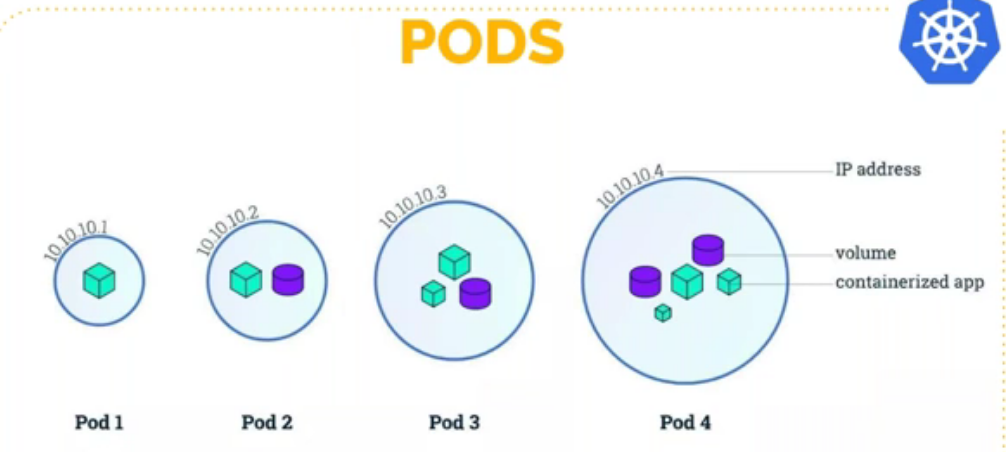 PODS
10.10.10.1
10.10.10.2
10.10.10.3
10.10.10.4
IP address
volume
containerized app
Pod 1
Pod 2
Pod 3
Pod 4